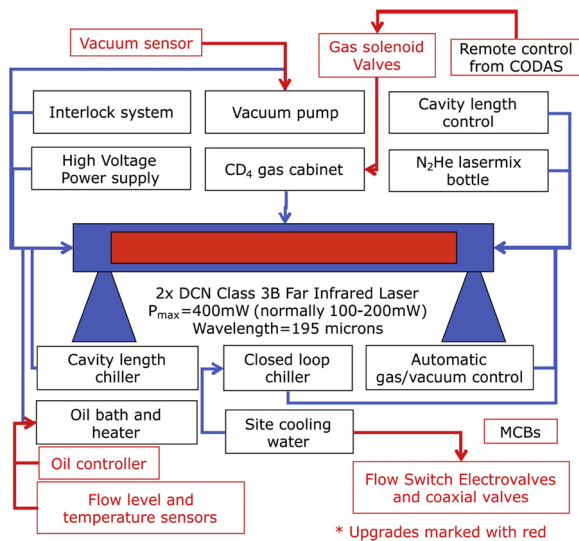 Vacuum sensor
Gas solenoid
Valves
Remote control
from CODAS
Interlock system
Vacuum pump
Cavity length
control
High Voltage
Power supply
CD₄ gas cabinet
N₂He lasermix
bottle
2x DCN Class 3B Far Infrared Laser
Pₘₐₓ=400mW (normally 100-200mW)
Wavelength=195 microns
Cavity length
chiller
Closed loop
chiller
Automatic
gas/vacuum control
Oil bath and
heater
Site cooling
water
MCBs
Oil controller
Flow level and
temperature sensors
Flow Switch Electrovalves
and coaxial valves
* Upgrades marked with red